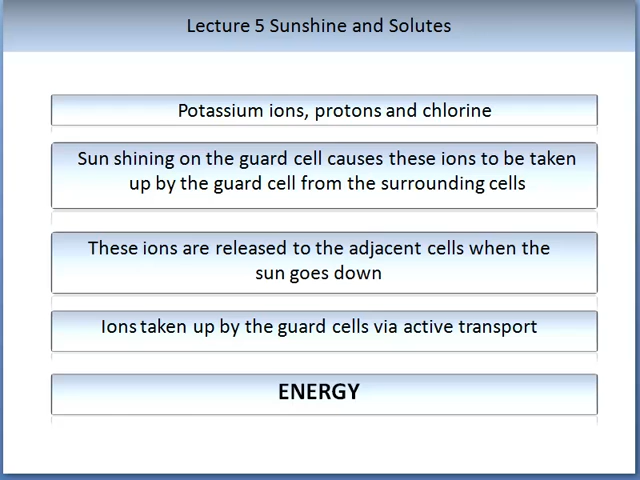 Lecture 5 Sunshine and Solutes
Potassium ions, protons and chlorine
Sun shining on the guard cell causes these ions to be taken
up by the guard cell from the surrounding cells
These ions are released to the adjacent cells when the
sun goes down
Ions taken up by the guard cells via active transport
ENERGY